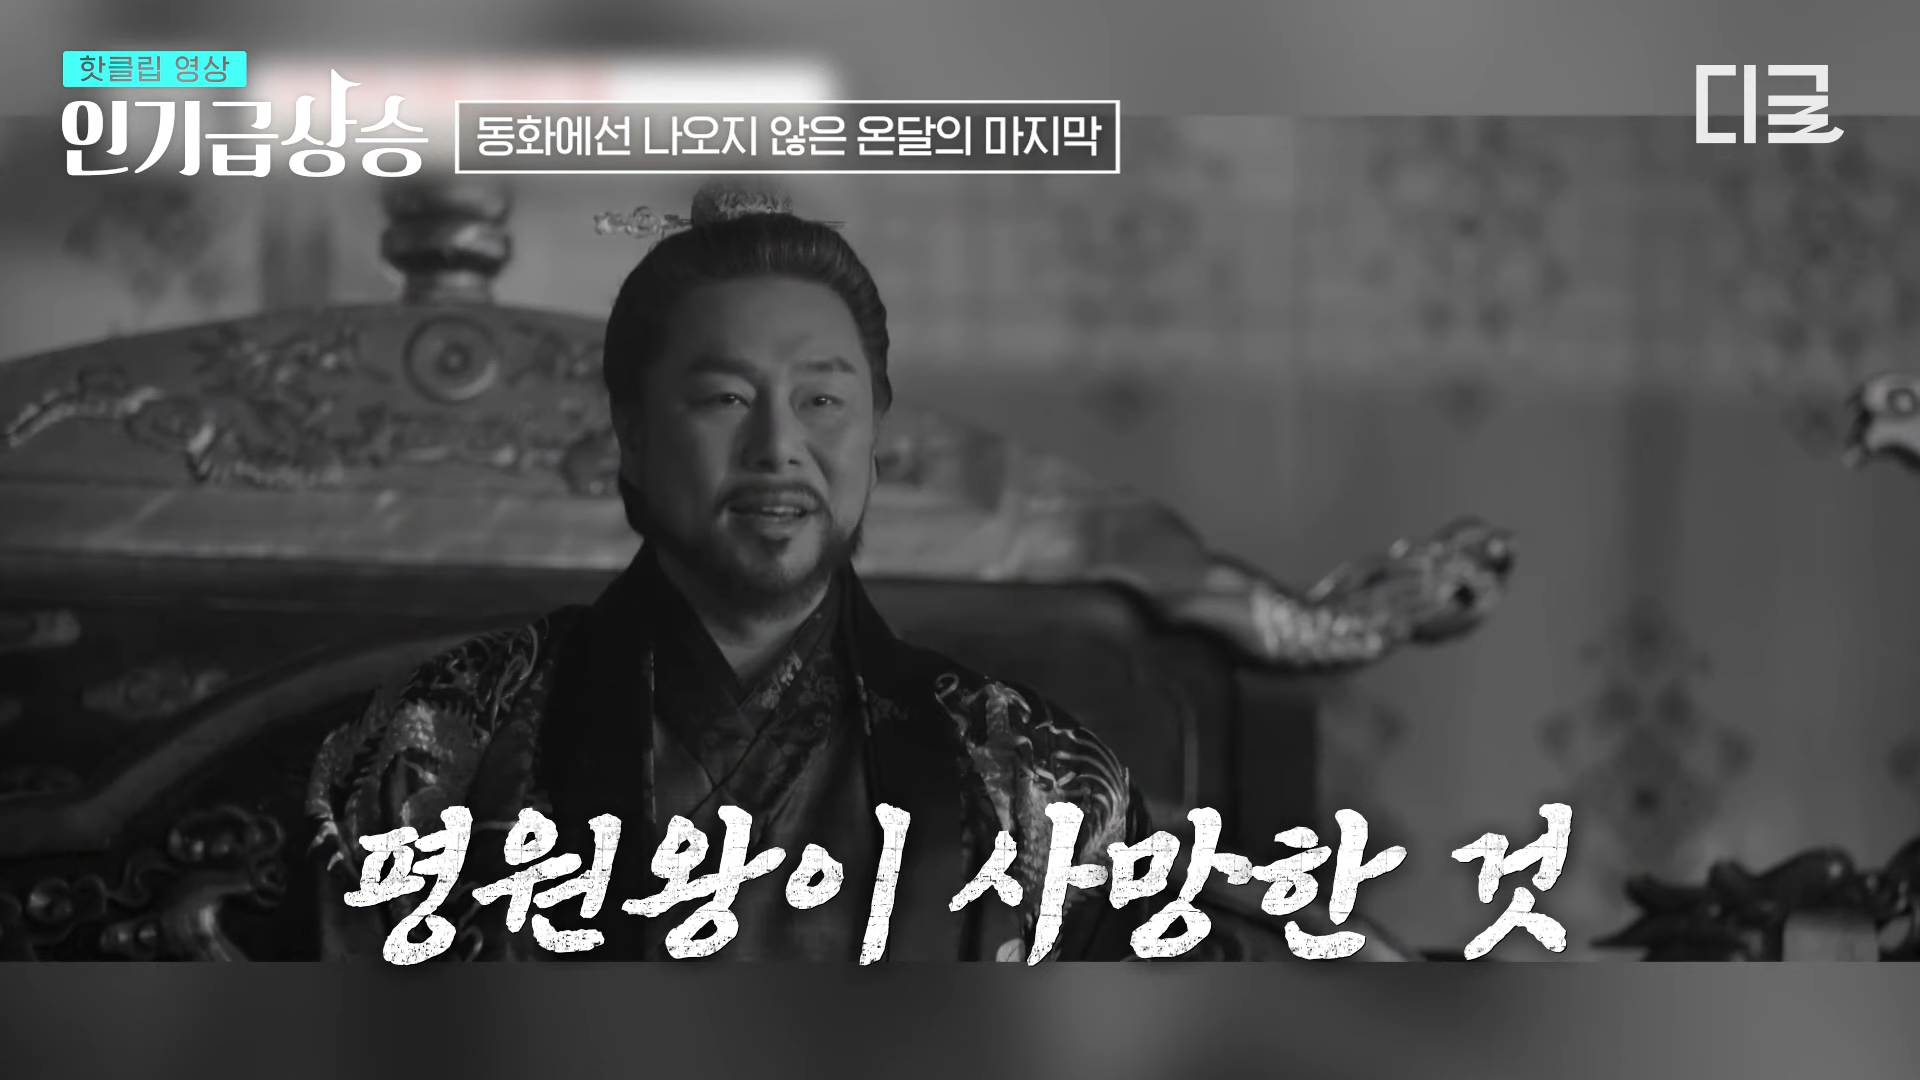 핫클립 영상
인기급상승
동화에선 나오지 않은 온달의 마지막
디글
평원왕이 사망한 것